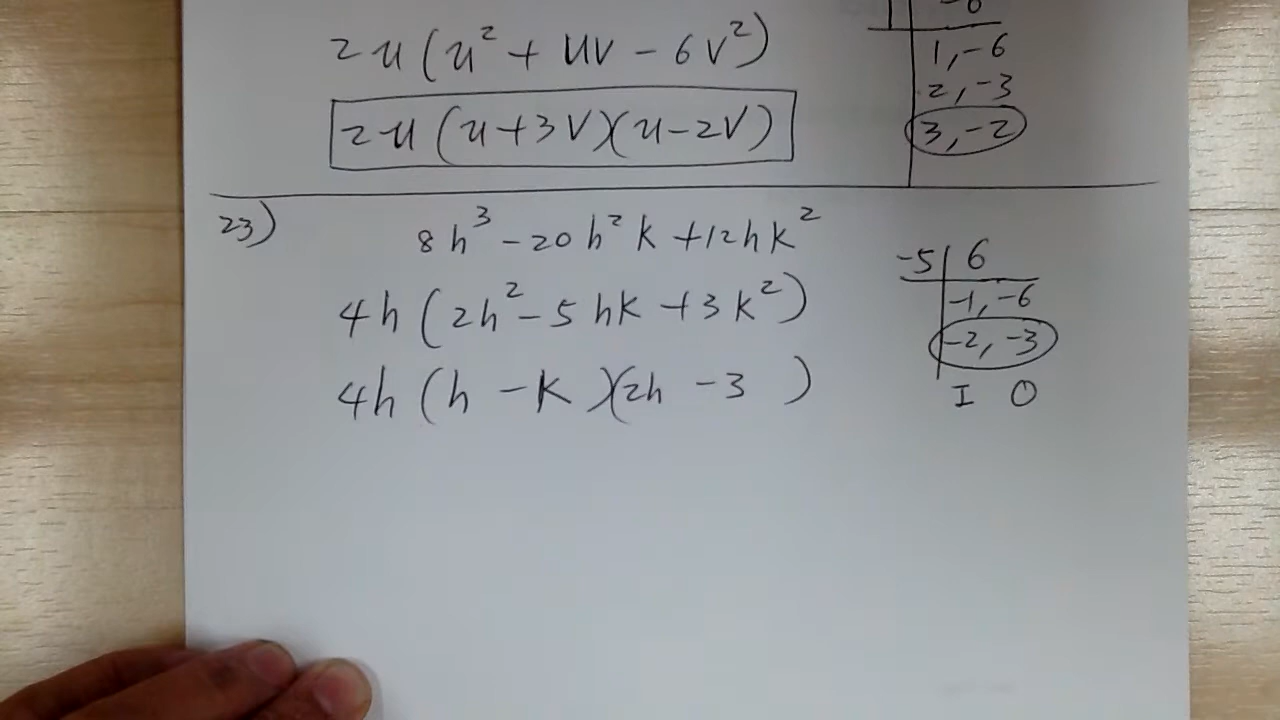 -6
2u(u² + uv - 6v²)
1, -6
2, -3
2u(u+3v)(u-2v)
3, -2
23)
8h³ - 20h²k + 12hk²
-5 | 6
4h(2h² - 5hk + 3k²)
-1, -6
-2, -3
4h(h - k)(2h - 3 )
I O